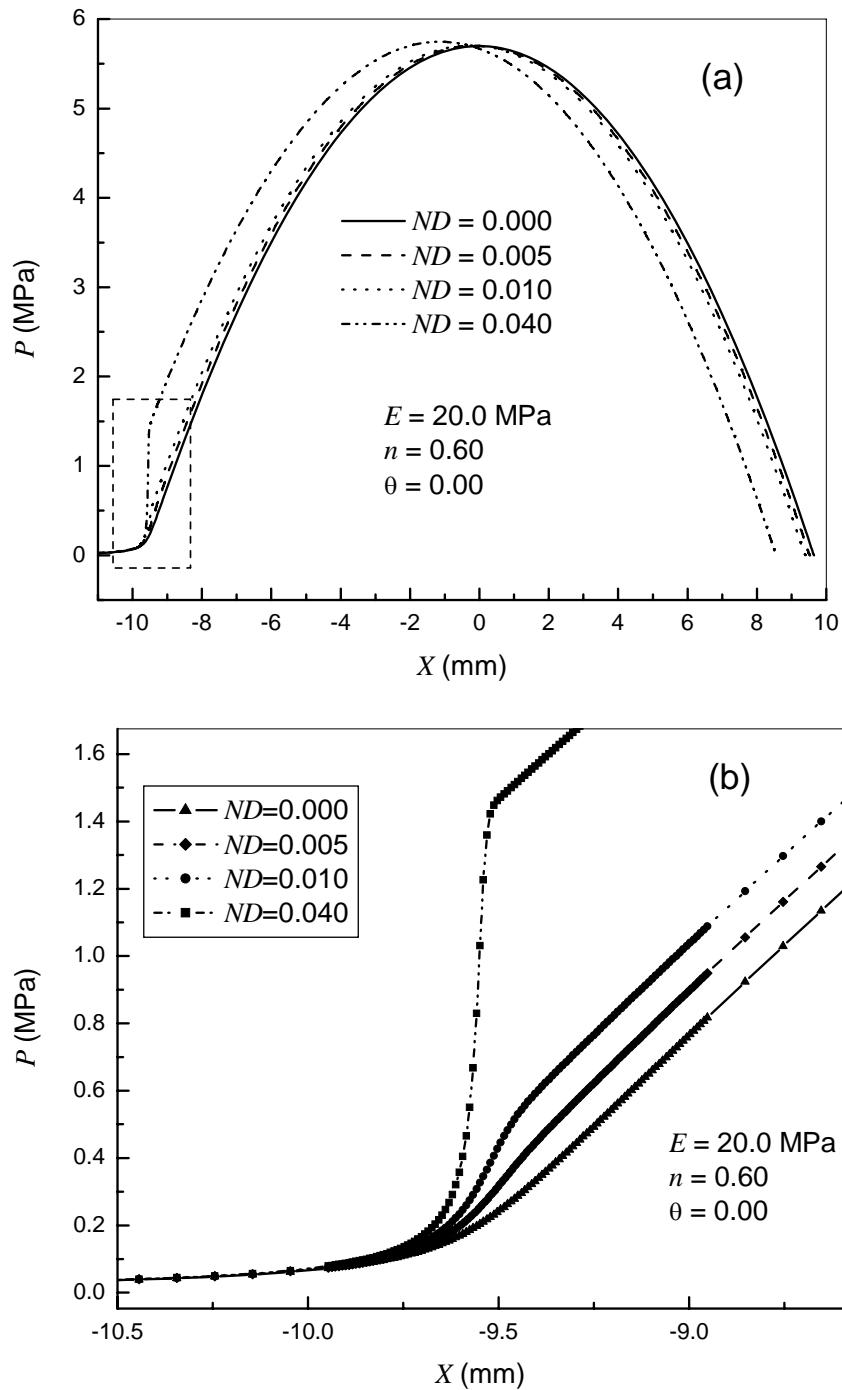 6
5
4
3
2
1
0
P (MPa)
(a)
ND = 0.000
ND = 0.005
ND = 0.010
ND = 0.040
E = 20.0 MPa
n = 0.60
θ = 0.00
-10 -8 -6 -4 -2 0 2 4 6 8 10
X (mm)
1.6
1.4
1.2
1.0
0.8
0.6
0.4
0.2
0.0
P (MPa)
(b)
ND=0.000
ND=0.005
ND=0.010
ND=0.040
E = 20.0 MPa
n = 0.60
θ = 0.00
-10.5 -10.0 -9.5 -9.0
X (mm)